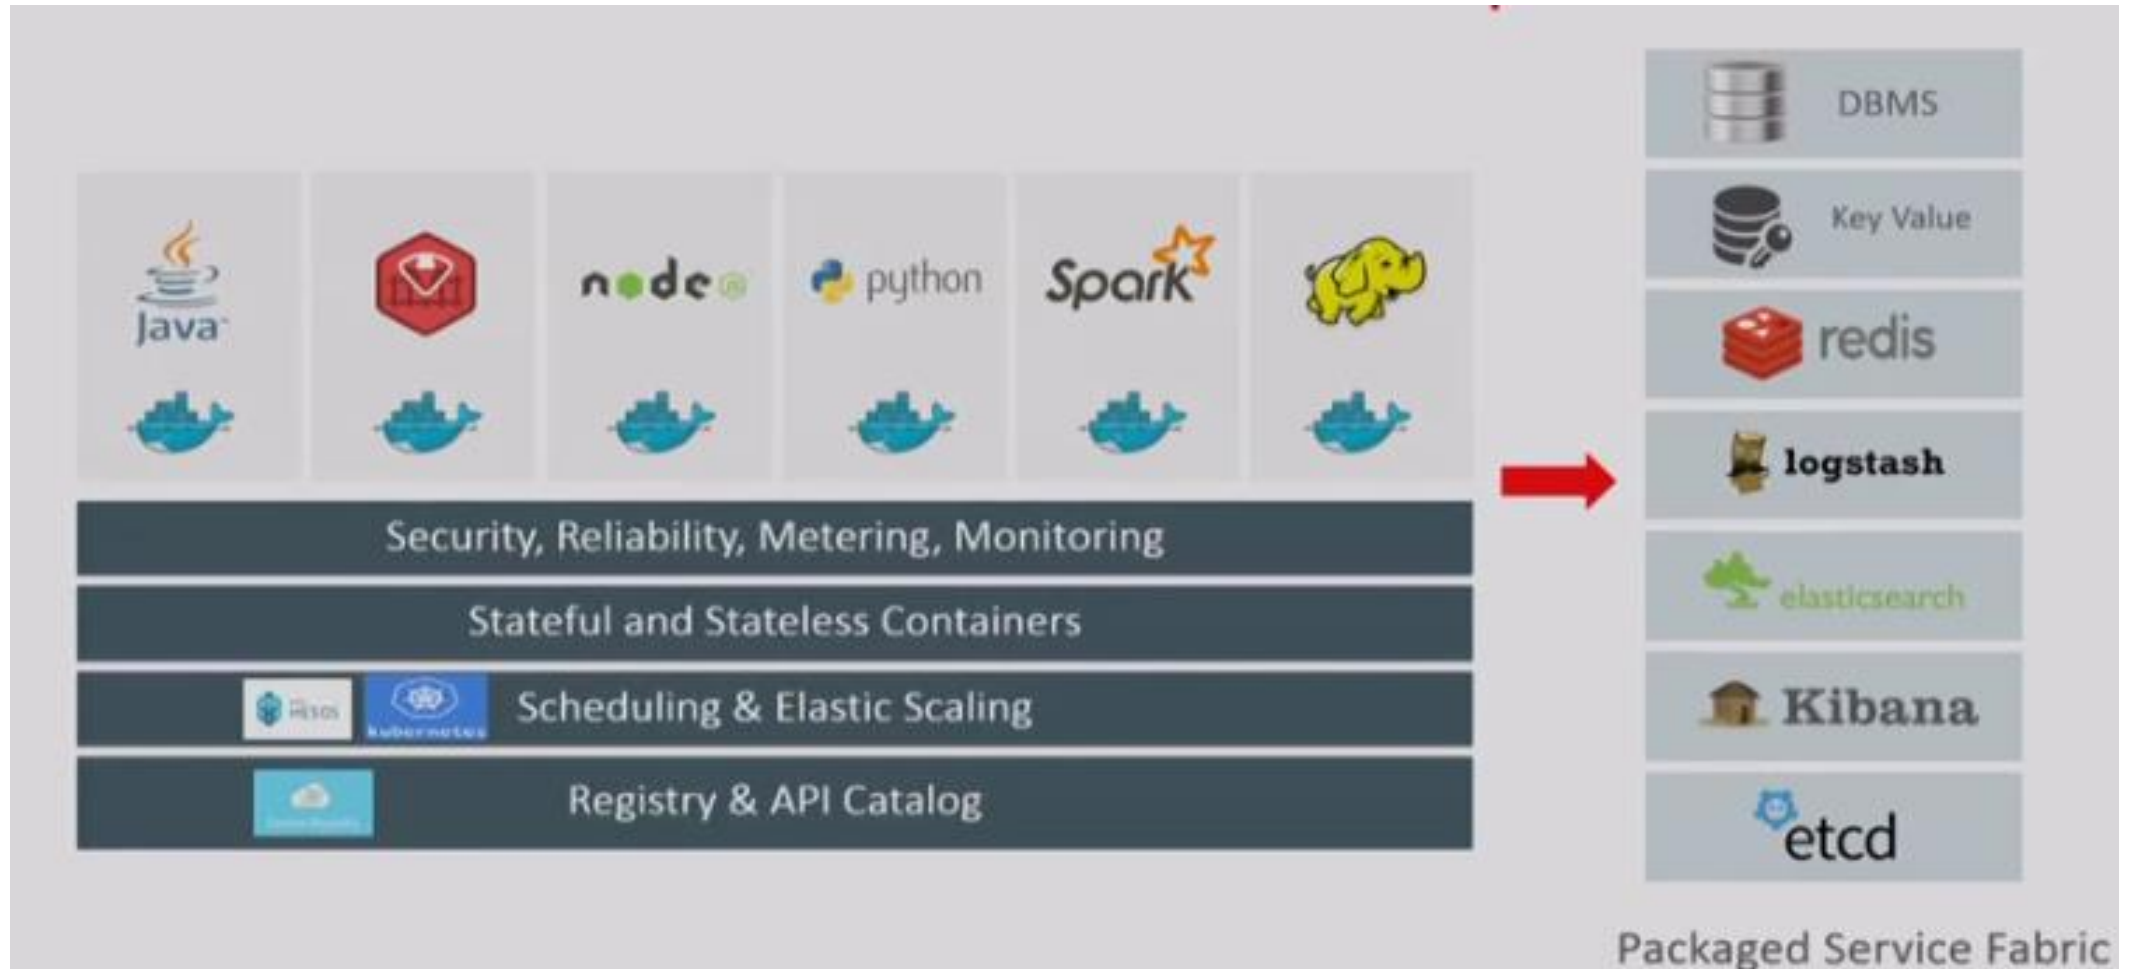 DBMS
Key Value
Java
node
python
Spark
redis
logstash
elasticsearch
Kibana
etcd
Security, Reliability, Metering, Monitoring
Stateful and Stateless Containers
MESOS
kubernetes
Scheduling & Elastic Scaling
Registry & API Catalog
Packaged Service Fabric